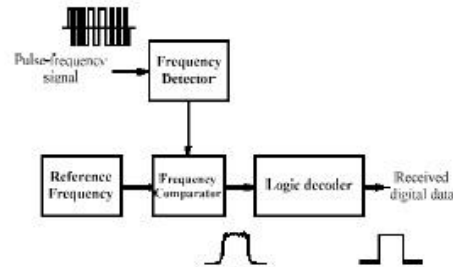 Pulse-frequency
signal
Frequency
Detector
Reference
Frequency
Frequency
Comparator
Logic decoder
Received
digital data